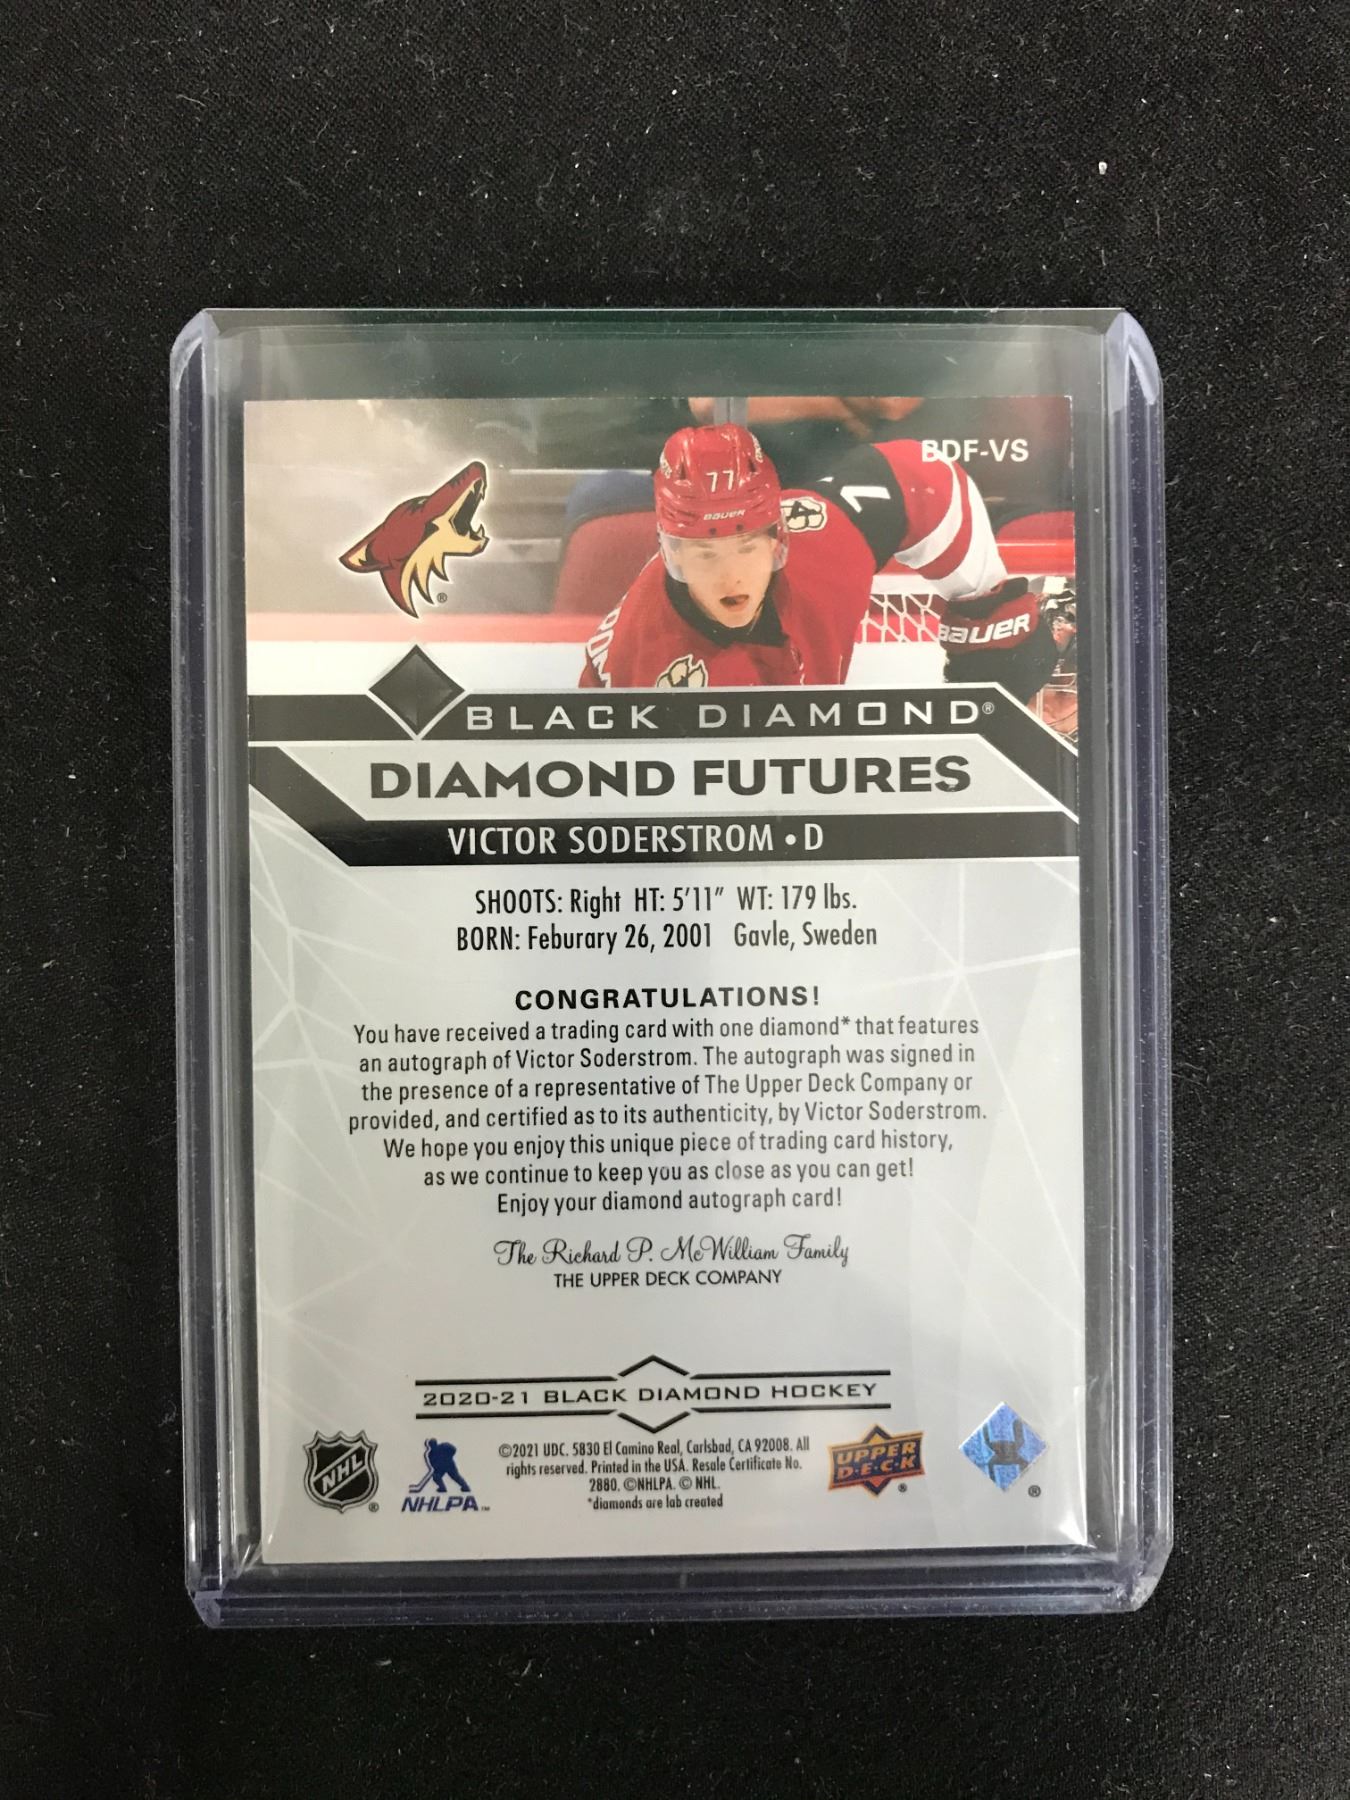 BDF-VS
77
BAUER
7
BAUER
BLACK DIAMOND®
DIAMOND FUTURES
VICTOR SODERSTROM • D
SHOOTS: Right HT: 5'11" WT: 179 lbs.
BORN: Feburary 26, 2001 Gavle, Sweden
CONGRATULATIONS!
You have received a trading card with one diamond* that features
an autograph of Victor Soderstrom. The autograph was signed in
the presence of a representative of The Upper Deck Company or
provided, and certified as to its authenticity, by Victor Soderstrom.
We hope you enjoy this unique piece of trading card history,
as we continue to keep you as close as you can get!
Enjoy your diamond autograph card!
The Richard P. McWilliam Family
THE UPPER DECK COMPANY
2020-21 BLACK DIAMOND HOCKEY
NHL ®
NHLPA™
©2021 UDC. 5830 El Camino Real, Carlsbad, CA 92008. All
rights reserved. Printed in the USA. Resale Certificate No.
2880. ©NHLPA. © NHL.
*diamonds are lab created
UPPER
D·E·C·K ®
®